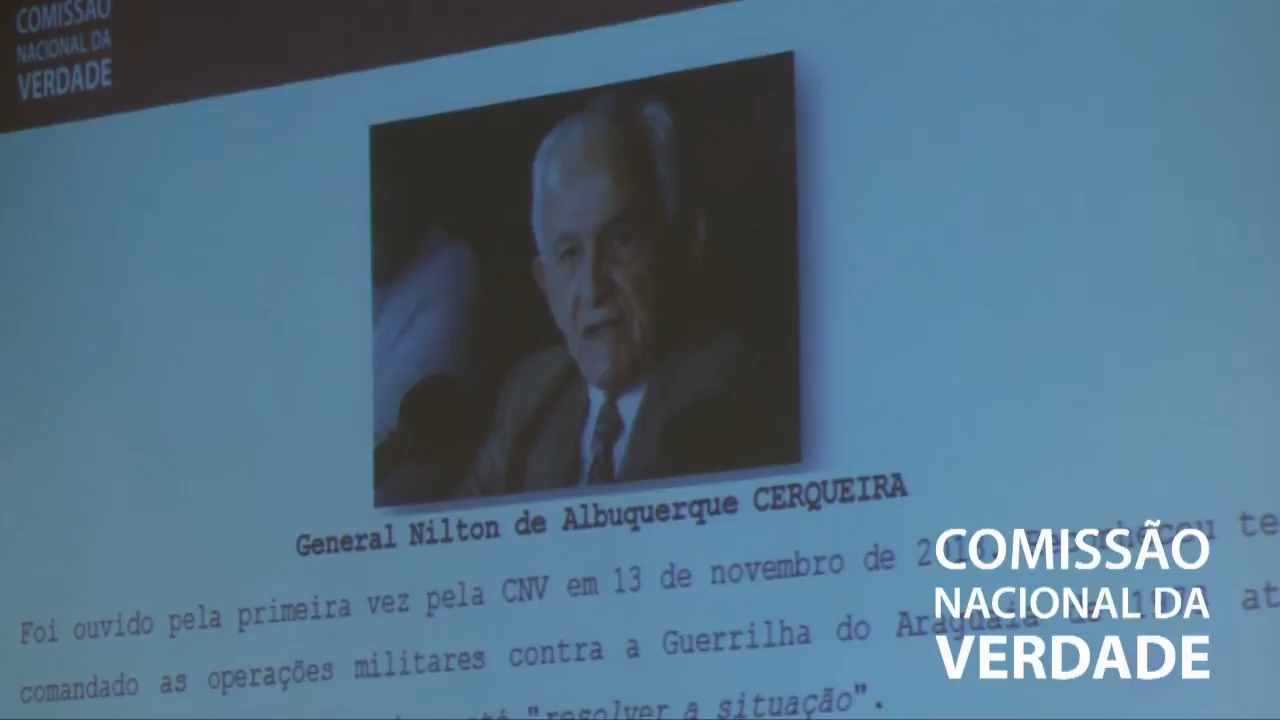 COMISSÃO
NACIONAL DA
VERDADE
General Nilton de Albuquerque CERQUEIRA
Foi ouvido pela primeira vez pela CNV em 13 de novembro de
comandado as operações militares contra a Guerrilha do Araguaia
"resolver a situação".
COMISSÃO
NACIONAL DA
VERDADE